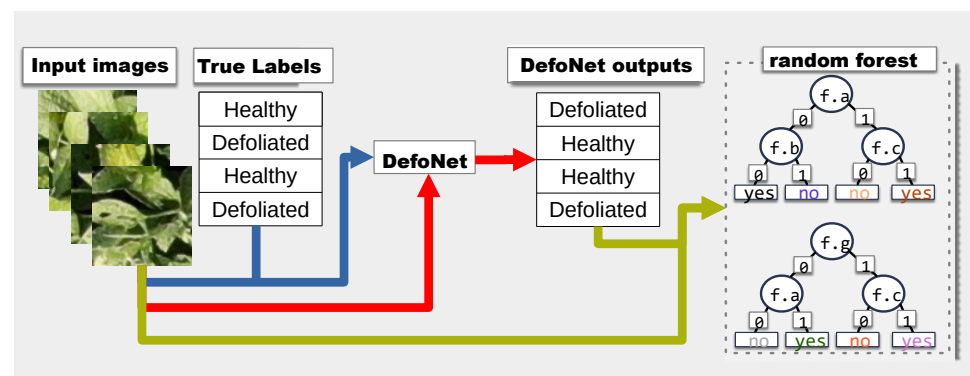 Input images
True Labels
Healthy
Defoliated
Healthy
Defoliated
DefoNet
DefoNet outputs
Defoliated
Healthy
Healthy
Defoliated
random forest
f.a
0 1
f.b f.c
0 1 0 1
yes no no yes
f.g
0 1
f.a f.c
0 1 0 1
no yes no yes